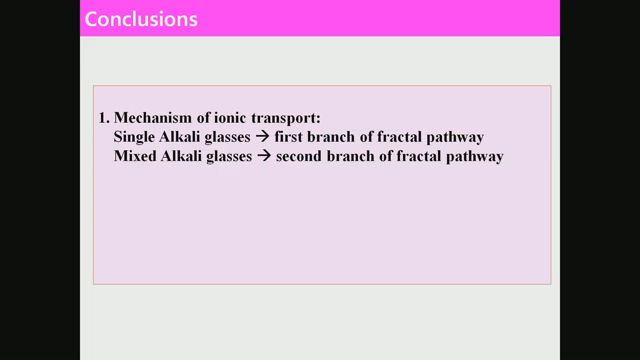 Conclusions
1. Mechanism of ionic transport:
Single Alkali glasses → first branch of fractal pathway
Mixed Alkali glasses → second branch of fractal pathway